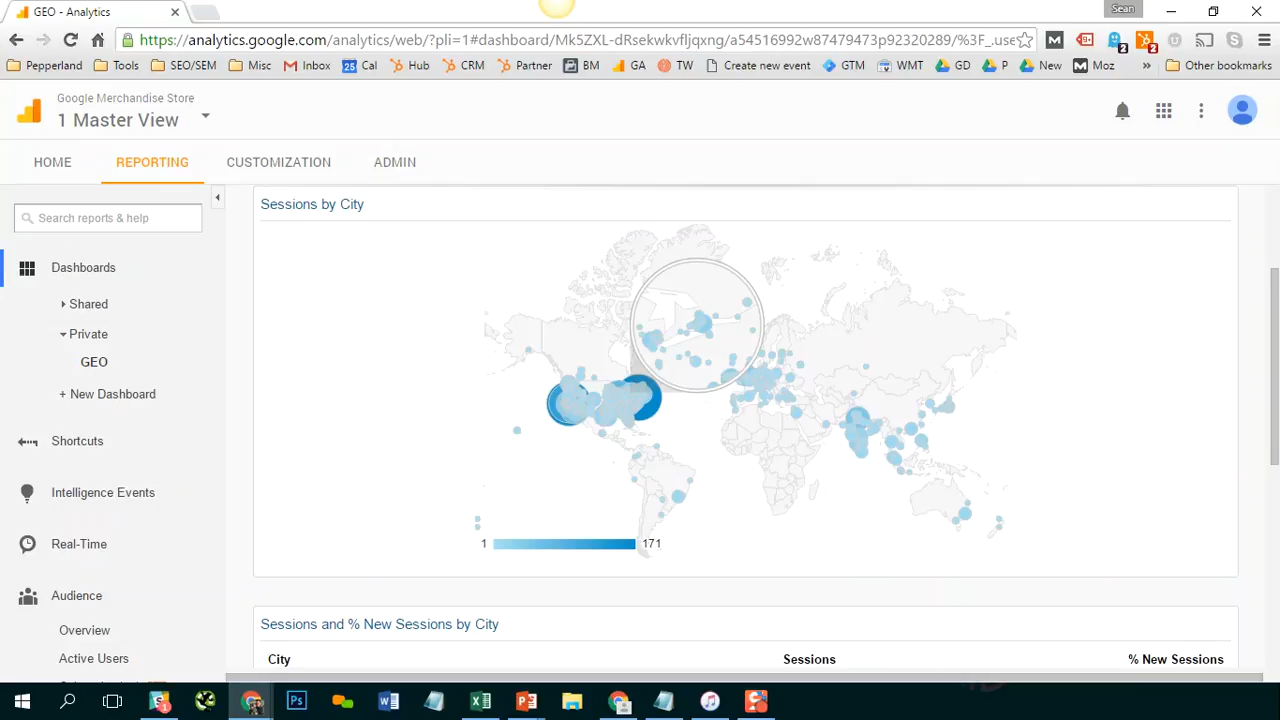 GEO - Analytics
Sean
https://analytics.google.com/analytics/web/?pli=1#dashboard/Mk5ZXL-dRsekwkvfljqxng/a54516992w87479473p92320289/%3F_.use
2
2
Pepperland Tools SEO/SEM Misc Inbox 25 Cal Hub CRM Partner BM GA TW Create new event GTM WMT GD P New Moz » Other bookmarks
Google Merchandise Store
1 Master View
HOME REPORTING CUSTOMIZATION ADMIN
Search reports & help
Dashboards
Shared
Private
GEO
+ New Dashboard
Shortcuts
Intelligence Events
Real-Time
Audience
Overview
Active Users
Sessions by City
1 171
Sessions and % New Sessions by City
City Sessions % New Sessions